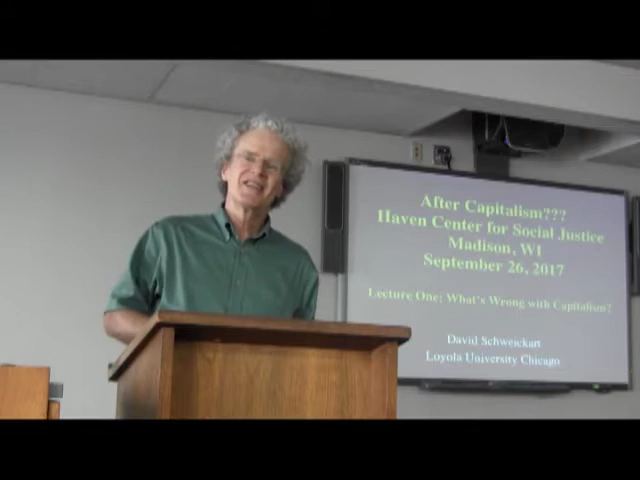 After Capitalism???
Haven Center for Social Justice
Madison, WI
September 26, 2017
Lecture One: What's Wrong with Capitalism?
David Schweickart
Loyola University Chicago